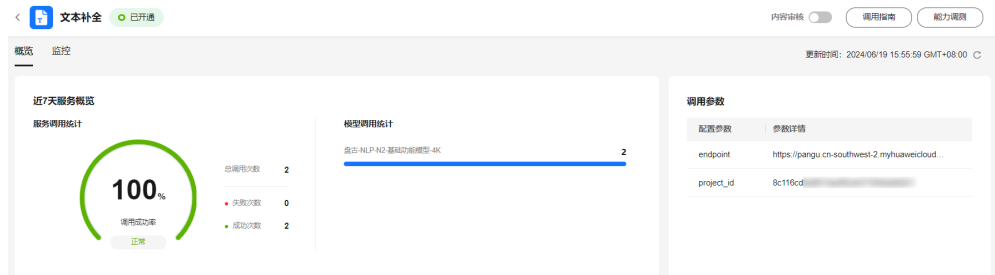 文本补全 已开通 内容审核 调用指南 能力调测
概览 监控 更新时间: 2024/06/19 15:55:59 GMT+08:00
近7天服务概览
服务调用统计
100%
调用成功率
正常
总调用次数 2
失败次数 0
成功次数 2
模型调用统计
盘古-NLP-N2-基础功能模型-4K 2
调用参数
配置参数 参数详情
endpoint https://pangu.cn-southwest-2.myhuaweicloud...
project_id 8c116cd